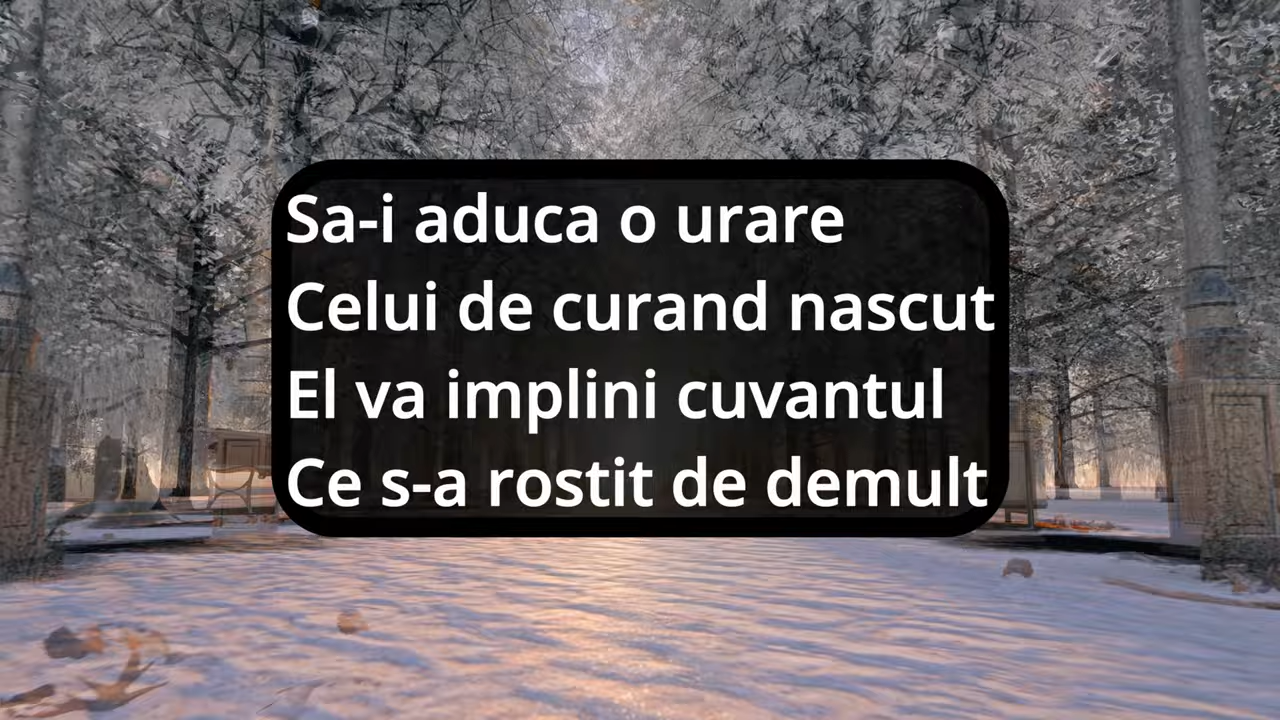 Sa-i aduca o urare
Celui de curand nascut
El va implini cuvantul
Ce s-a rostit de demult